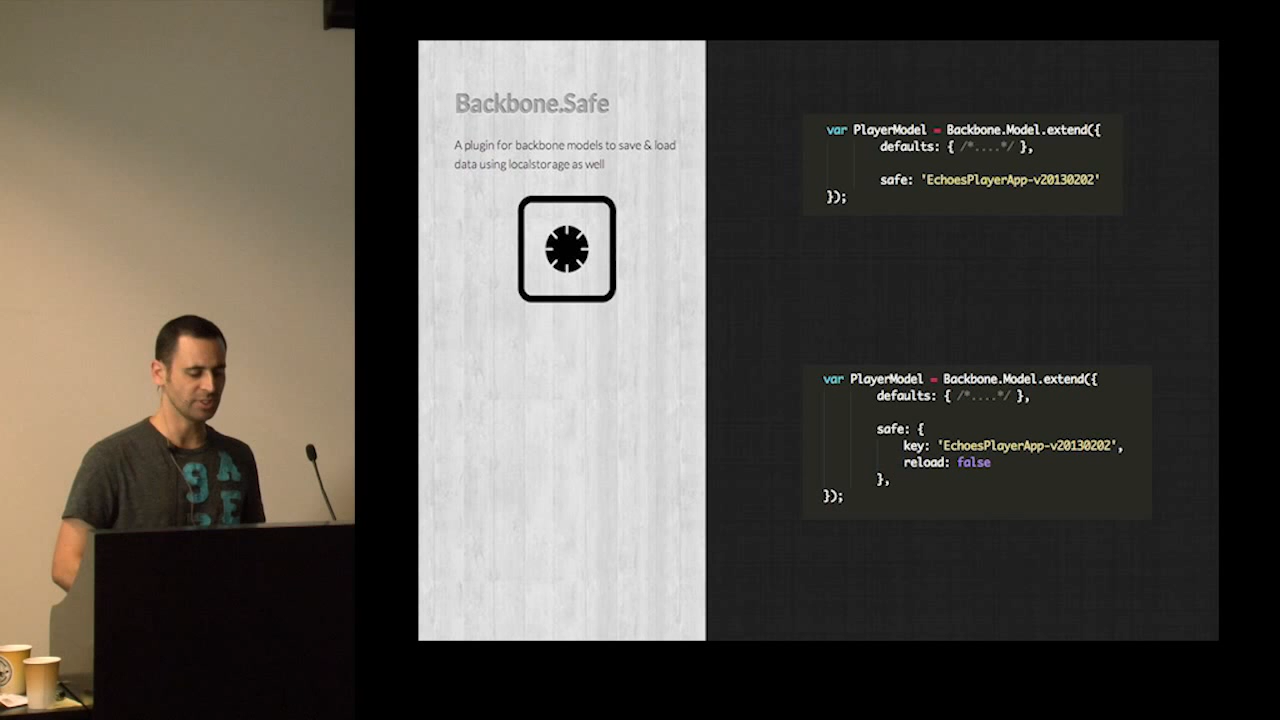 Backbone.Safe
A plugin for backbone models to save & load
data using localstorage as well
var PlayerModel = Backbone.Model.extend({
defaults: { /*....*/ },
safe: 'EchoesPlayerApp-v20130202'
});
var PlayerModel = Backbone.Model.extend({
defaults: { /*....*/ },
safe: {
key: 'EchoesPlayerApp-v20130202',
reload: false
},
});